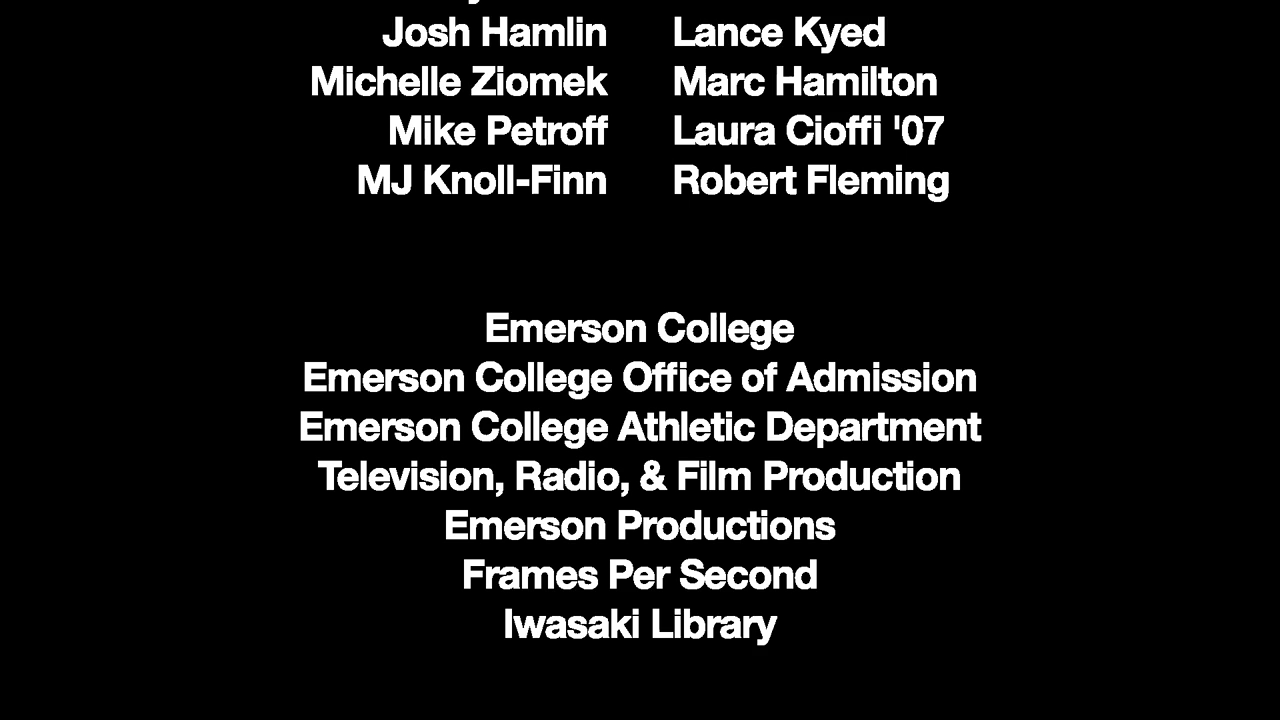 Josh Hamlin Lance Kyed
Michelle Ziomek Marc Hamilton
Mike Petroff Laura Cioffi '07
MJ Knoll-Finn Robert Fleming
Emerson College
Emerson College Office of Admission
Emerson College Athletic Department
Television, Radio, & Film Production
Emerson Productions
Frames Per Second
Iwasaki Library